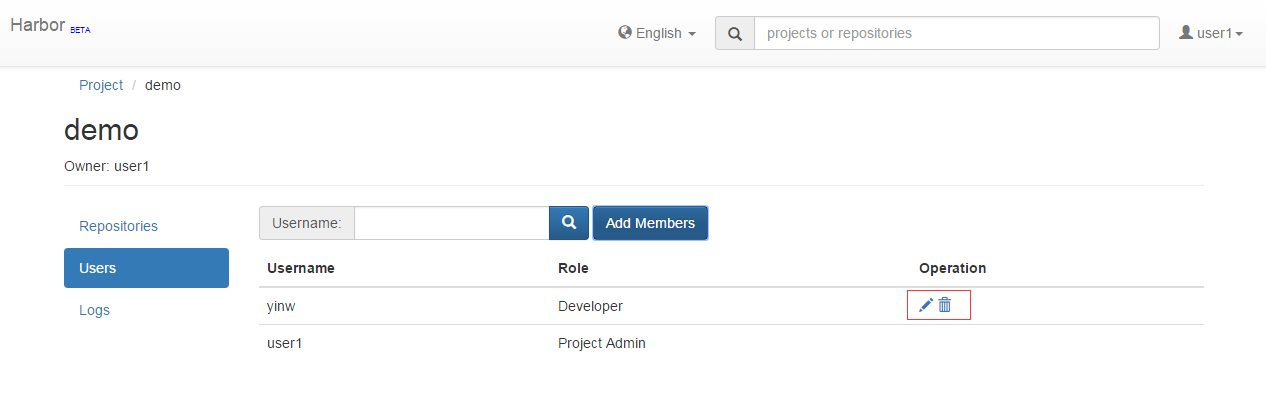 Harbor BETA
English
projects or repositories
user1
Project / demo
demo
Owner: user1
Repositories
Users
Logs
Username:
Add Members
Username Role Operation
yinw Developer
user1 Project Admin